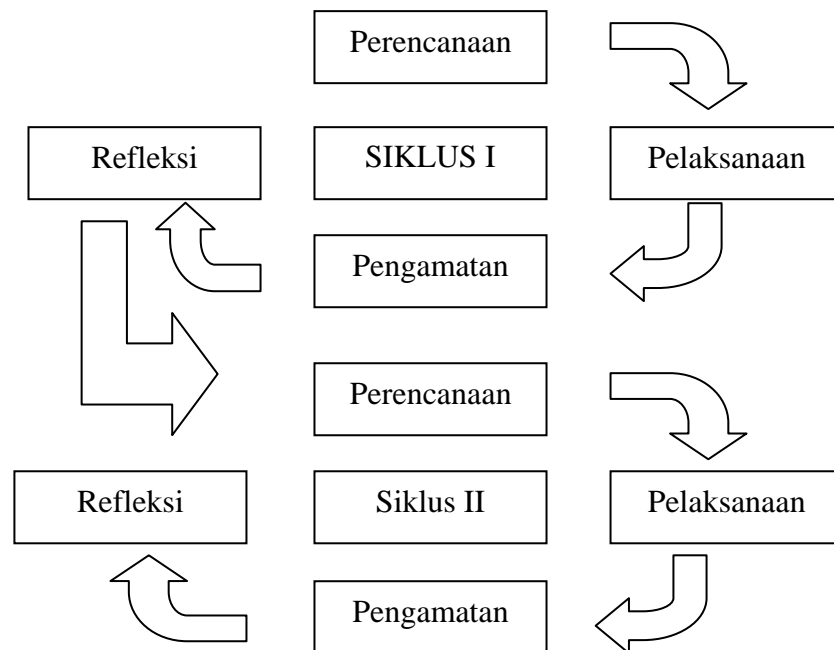 Perencanaan
Refleksi
SIKLUS I
Pelaksanaan
Pengamatan
Perencanaan
Refleksi
Siklus II
Pelaksanaan
Pengamatan